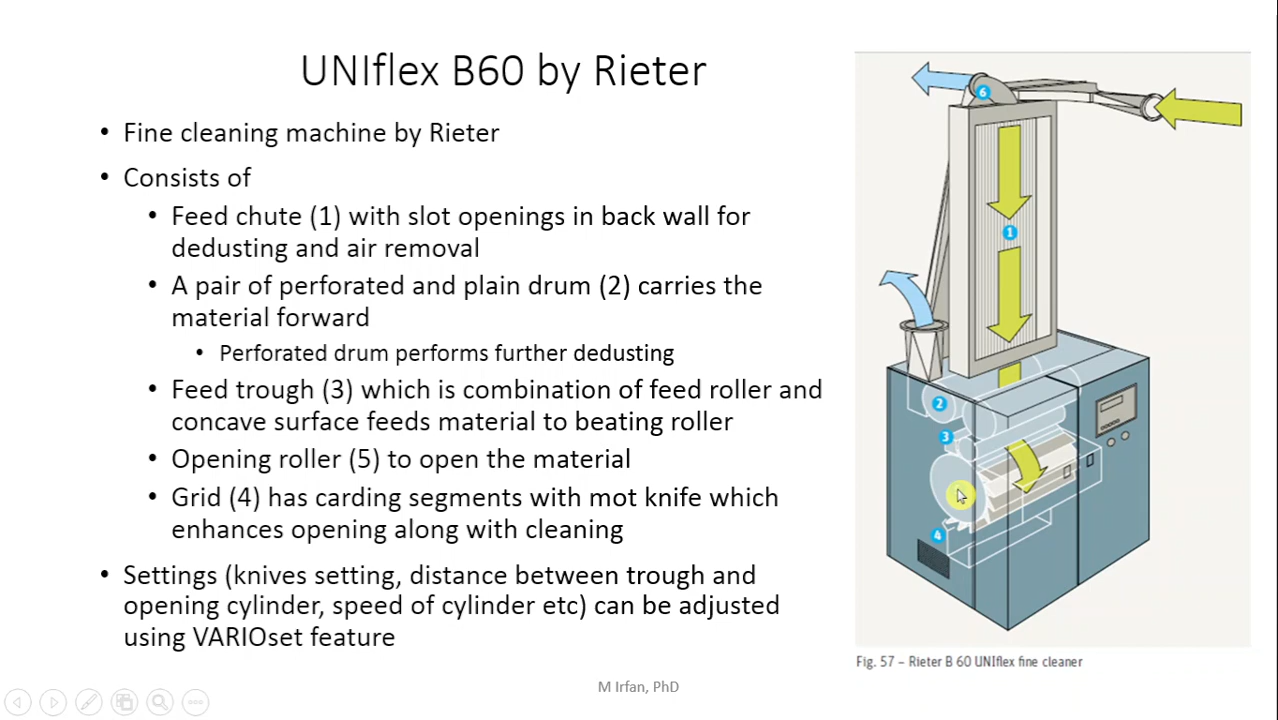 UNIflex B60 by Rieter
• Fine cleaning machine by Rieter
• Consists of
• Feed chute (1) with slot openings in back wall for
dedusting and air removal
• A pair of perforated and plain drum (2) carries the
material forward
• Perforated drum performs further dedusting
• Feed trough (3) which is combination of feed roller and
concave surface feeds material to beating roller
• Opening roller (5) to open the material
• Grid (4) has carding segments with mot knife which
enhances opening along with cleaning
• Settings (knives setting, distance between trough and
opening cylinder, speed of cylinder etc) can be adjusted
using VARIOset feature
6
1
2
3
4
Fig. 57 – Rieter B 60 UNIflex fine cleaner
M Irfan, PhD